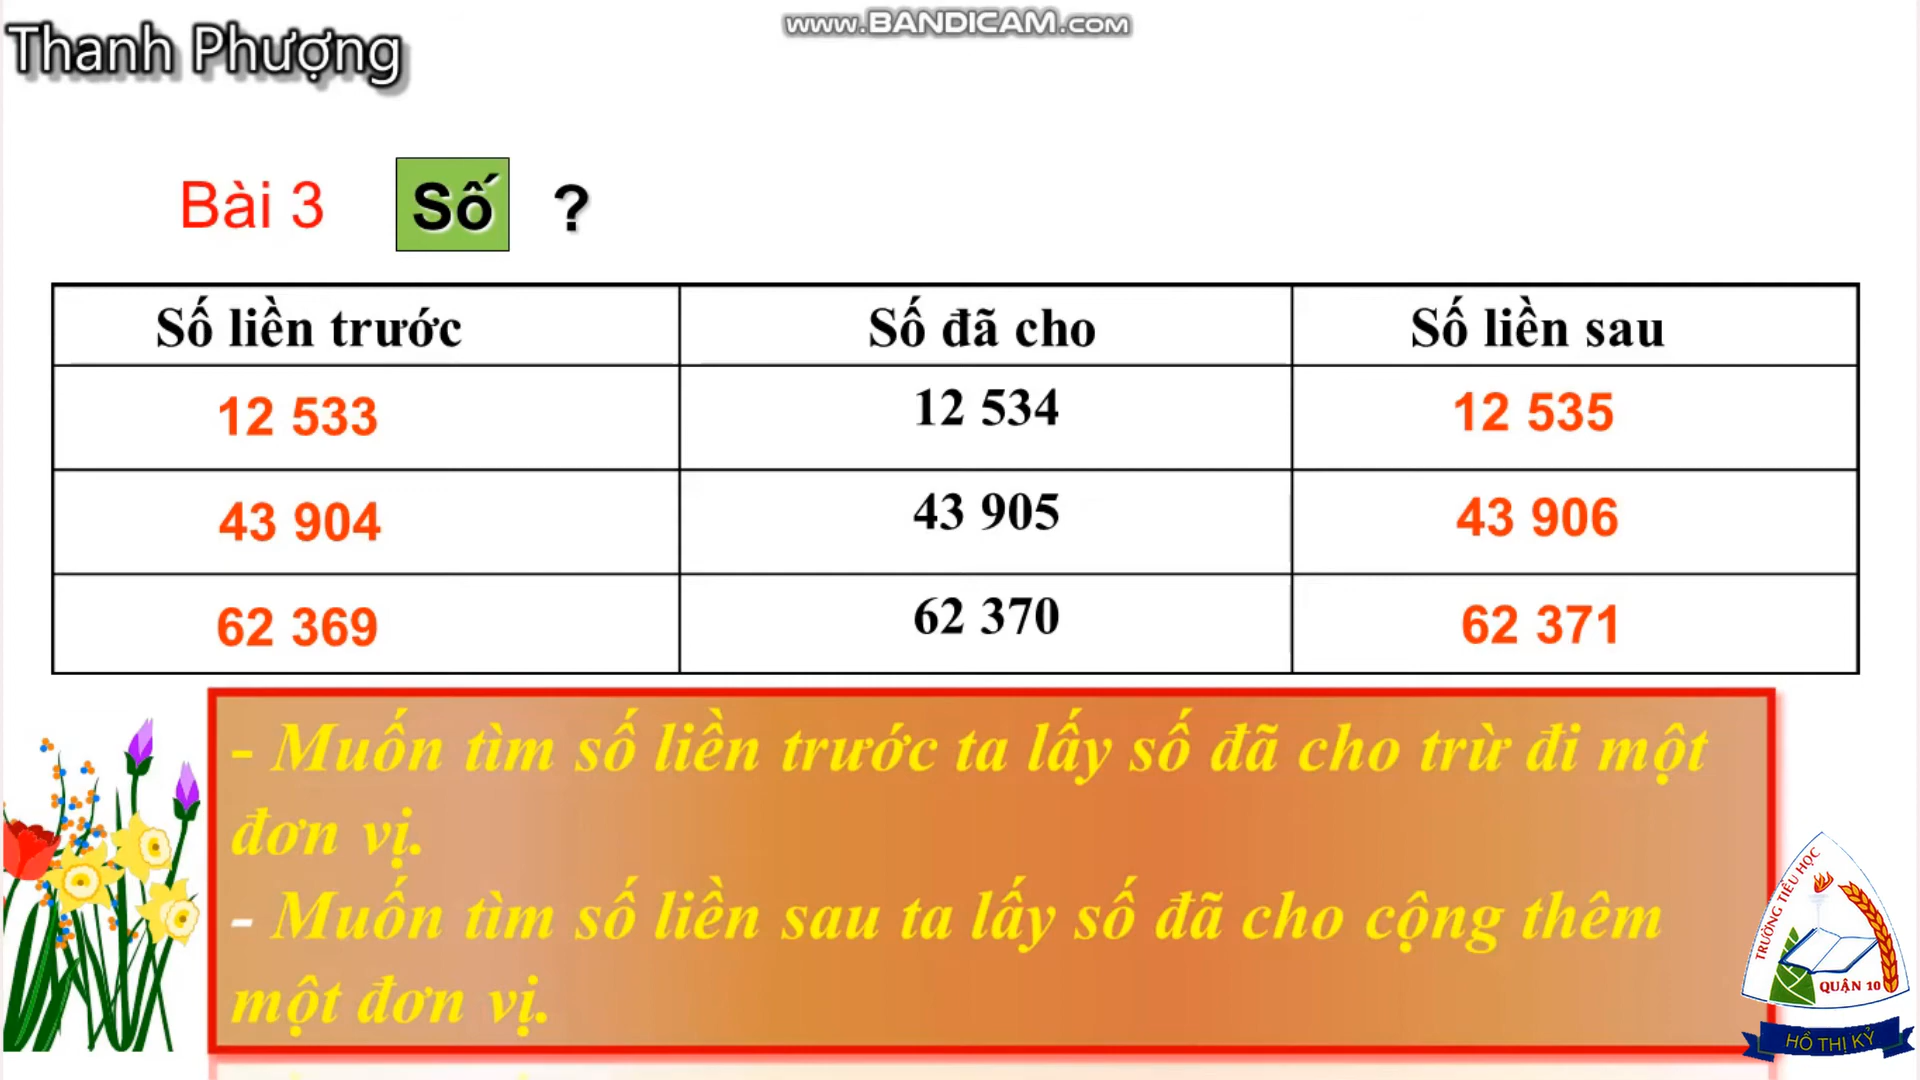 www.BANDICAM.com
Thanh Phượng
Bài 3 Số ?
Số liền trước Số đã cho Số liền sau
12 533 12 534 12 535
43 904 43 905 43 906
62 369 62 370 62 371
- Muốn tìm số liền trước ta lấy số đã cho trừ đi một
đơn vị.
- Muốn tìm số liền sau ta lấy số đã cho cộng thêm
một đơn vị.
TRƯỜNG TIỂU HỌC
QUẬN 10
HỒ THỊ KỶ